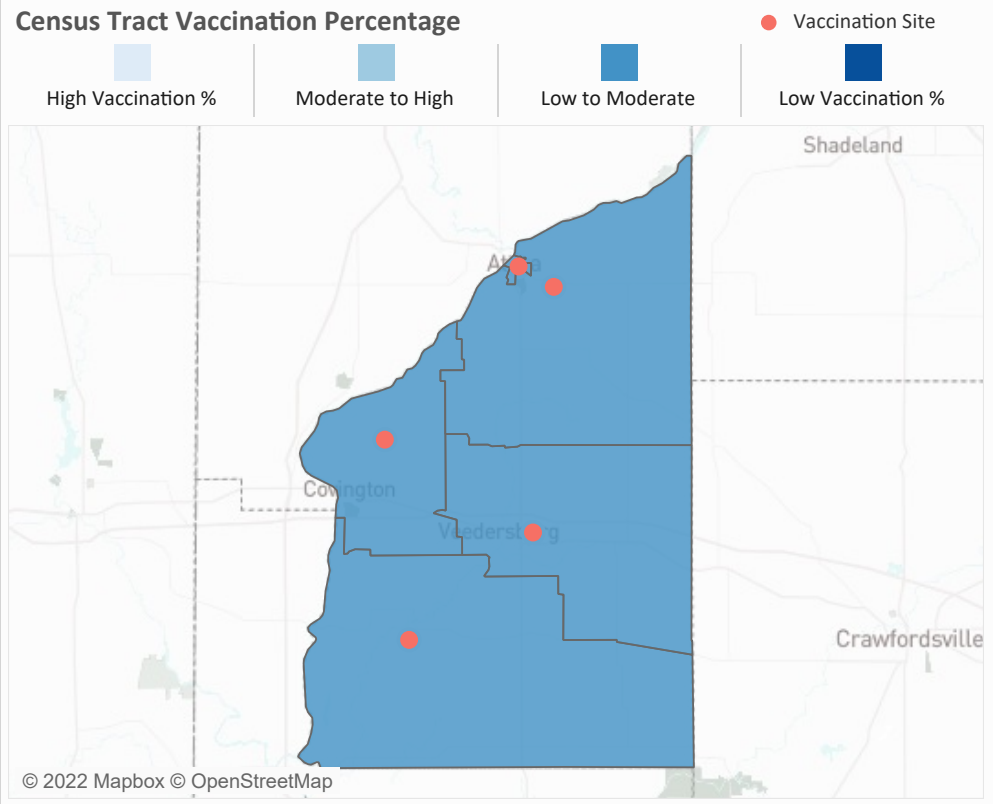 Census Tract Vaccination Percentage
Vaccination Site
High Vaccination %
Moderate to High
Low to Moderate
Low Vaccination %
Shadeland
Covington
Veedersburg
Crawfordsville
© 2022 Mapbox © OpenStreetMap